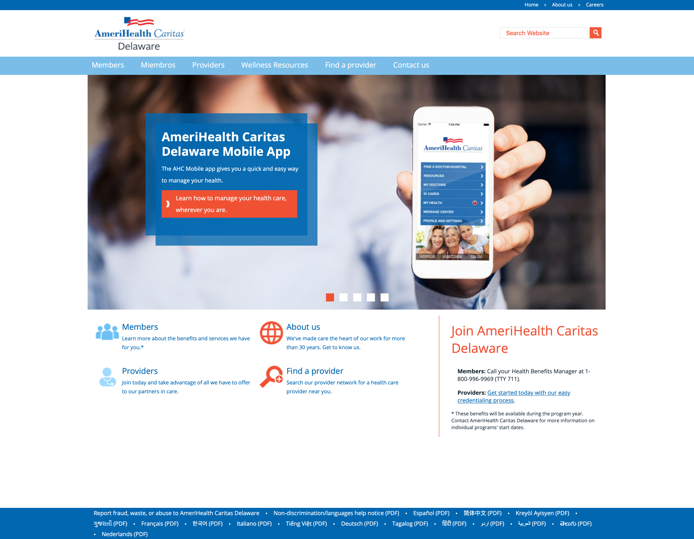 Home • About us • Careers
AmeriHealth Caritas
Delaware
Search Website
Members Miembros Providers Wellness Resources Find a provider Contact us
AmeriHealth Caritas
Delaware Mobile App
The AHC Mobile app gives you a quick and easy way
to manage your health.
Learn how to manage your health care,
wherever you are.
AmeriHealth Caritas
FIND A DOCTOR/HOSPITAL
RESOURCES
MY DOCTORS
ID CARDS
MY HEALTH
MESSAGE CENTER
PROFILE AND SETTINGS
Members
Learn more about the benefits and services we have
for you.*
About us
We've made care the heart of our work for more
than 30 years. Get to know us.
Providers
Join today and take advantage of all we have to offer
to our partners in care.
Find a provider
Search our provider network for a health care
provider near you.
Join AmeriHealth Caritas
Delaware
Members: Call your Health Benefits Manager at 1-
800-996-9969 (TTY 711).
Providers: Get started today with our easy
credentialing process.
* These benefits will be available during the program year.
Contact AmeriHealth Caritas Delaware for more information on
individual programs' start dates.
Report fraud, waste, or abuse to AmeriHealth Caritas Delaware • Non-discrimination/languages help notice (PDF) • Español (PDF) • 简体中文 (PDF) • Kreyòl Ayisyen (PDF) •
ગુજરાતી (PDF) • Français (PDF) • 한국어 (PDF) • Italiano (PDF) • Tiếng Việt (PDF) • Deutsch (PDF) • Tagalog (PDF) • हिंदी (PDF) • اردو (PDF) • العربية (PDF) • తెలుగు (PDF)
• Nederlands (PDF)